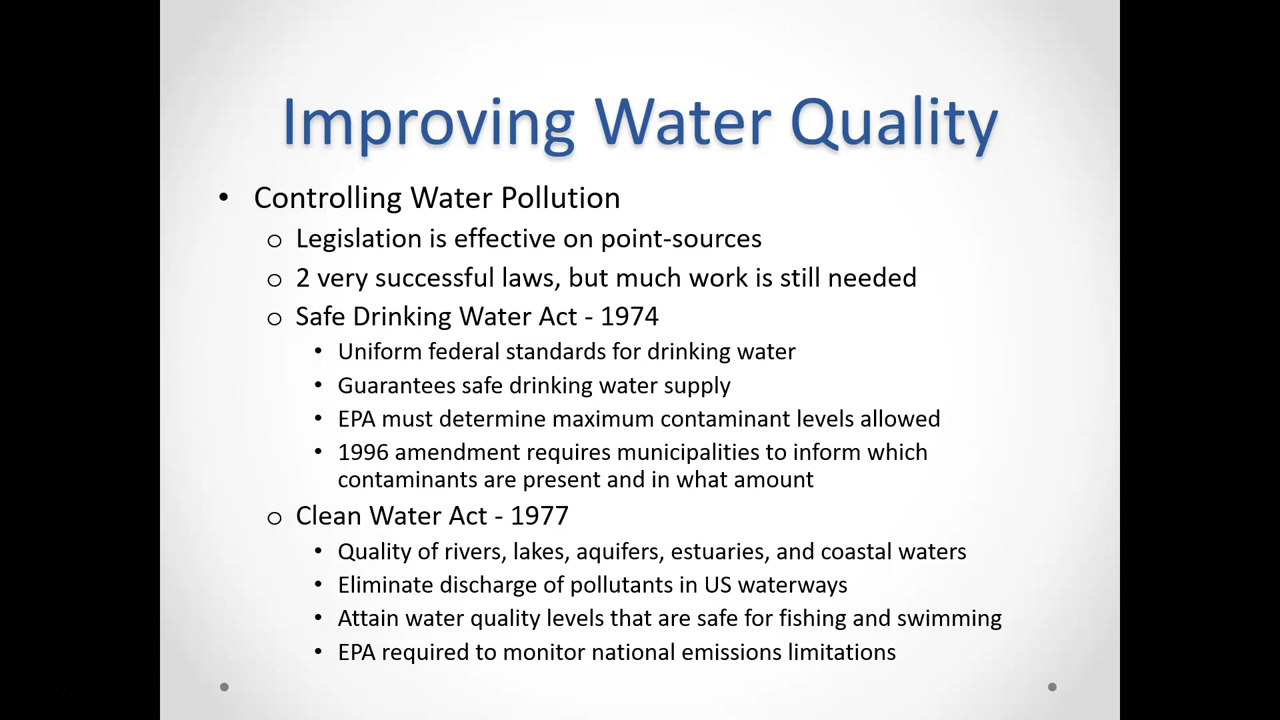 Improving Water Quality
• Controlling Water Pollution
o Legislation is effective on point-sources
o 2 very successful laws, but much work is still needed
o Safe Drinking Water Act - 1974
• Uniform federal standards for drinking water
• Guarantees safe drinking water supply
• EPA must determine maximum contaminant levels allowed
• 1996 amendment requires municipalities to inform which
contaminants are present and in what amount
o Clean Water Act - 1977
• Quality of rivers, lakes, aquifers, estuaries, and coastal waters
• Eliminate discharge of pollutants in US waterways
• Attain water quality levels that are safe for fishing and swimming
• EPA required to monitor national emissions limitations